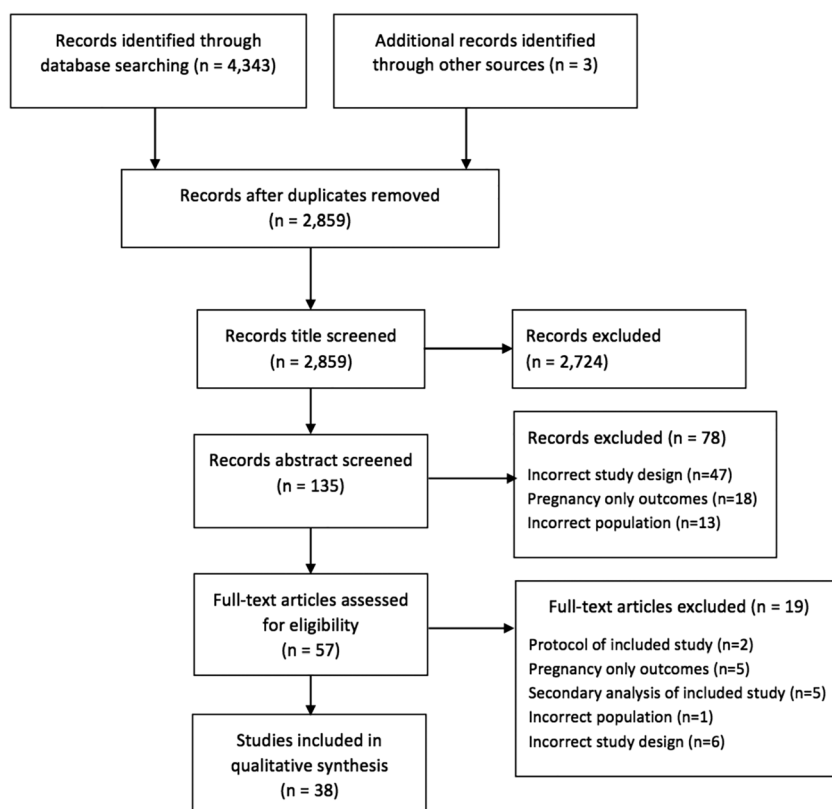 Records identified through
database searching (n = 4,343)
Additional records identified
through other sources (n = 3)
Records after duplicates removed
(n = 2,859)
Records title screened
(n = 2,859)
Records excluded
(n = 2,724)
Records abstract screened
(n = 135)
Records excluded (n = 78)
Incorrect study design (n=47)
Pregnancy only outcomes (n=18)
Incorrect population (n=13)
Full-text articles assessed
for eligibility
(n = 57)
Full-text articles excluded (n = 19)
Protocol of included study (n=2)
Pregnancy only outcomes (n=5)
Secondary analysis of included study (n=5)
Incorrect population (n=1)
Incorrect study design (n=6)
Studies included in
qualitative synthesis
(n = 38)